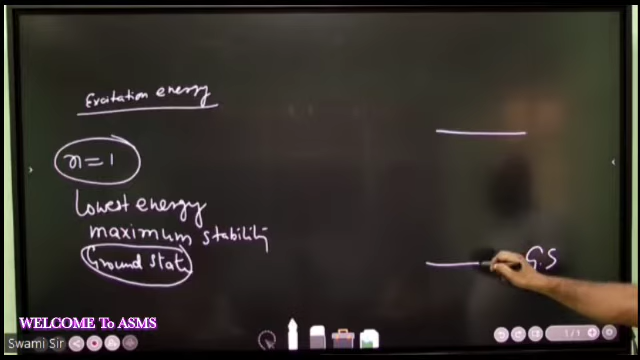 Excitation energy
n=1
lowest energy
maximum stability
Ground State
G.S
WELCOME To ASMS
Swami Sir
1/1